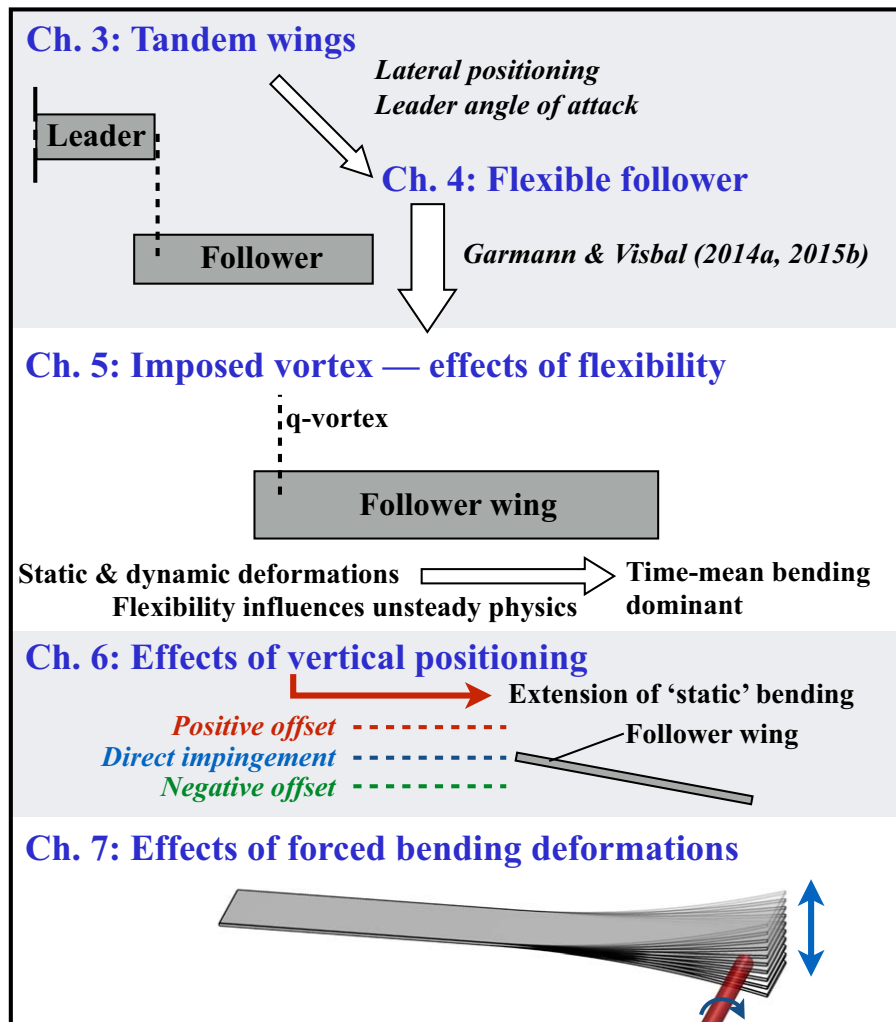 Ch. 3: Tandem wings
Lateral positioning
Leader angle of attack
Leader
Ch. 4: Flexible follower
Follower
Garmann & Visbal (2014a, 2015b)
Ch. 5: Imposed vortex — effects of flexibility
q-vortex
Follower wing
Static & dynamic deformations
Flexibility influences unsteady physics
Time-mean bending
dominant
Ch. 6: Effects of vertical positioning
Extension of ‘static’ bending
Positive offset
Follower wing
Direct impingement
Negative offset
Ch. 7: Effects of forced bending deformations